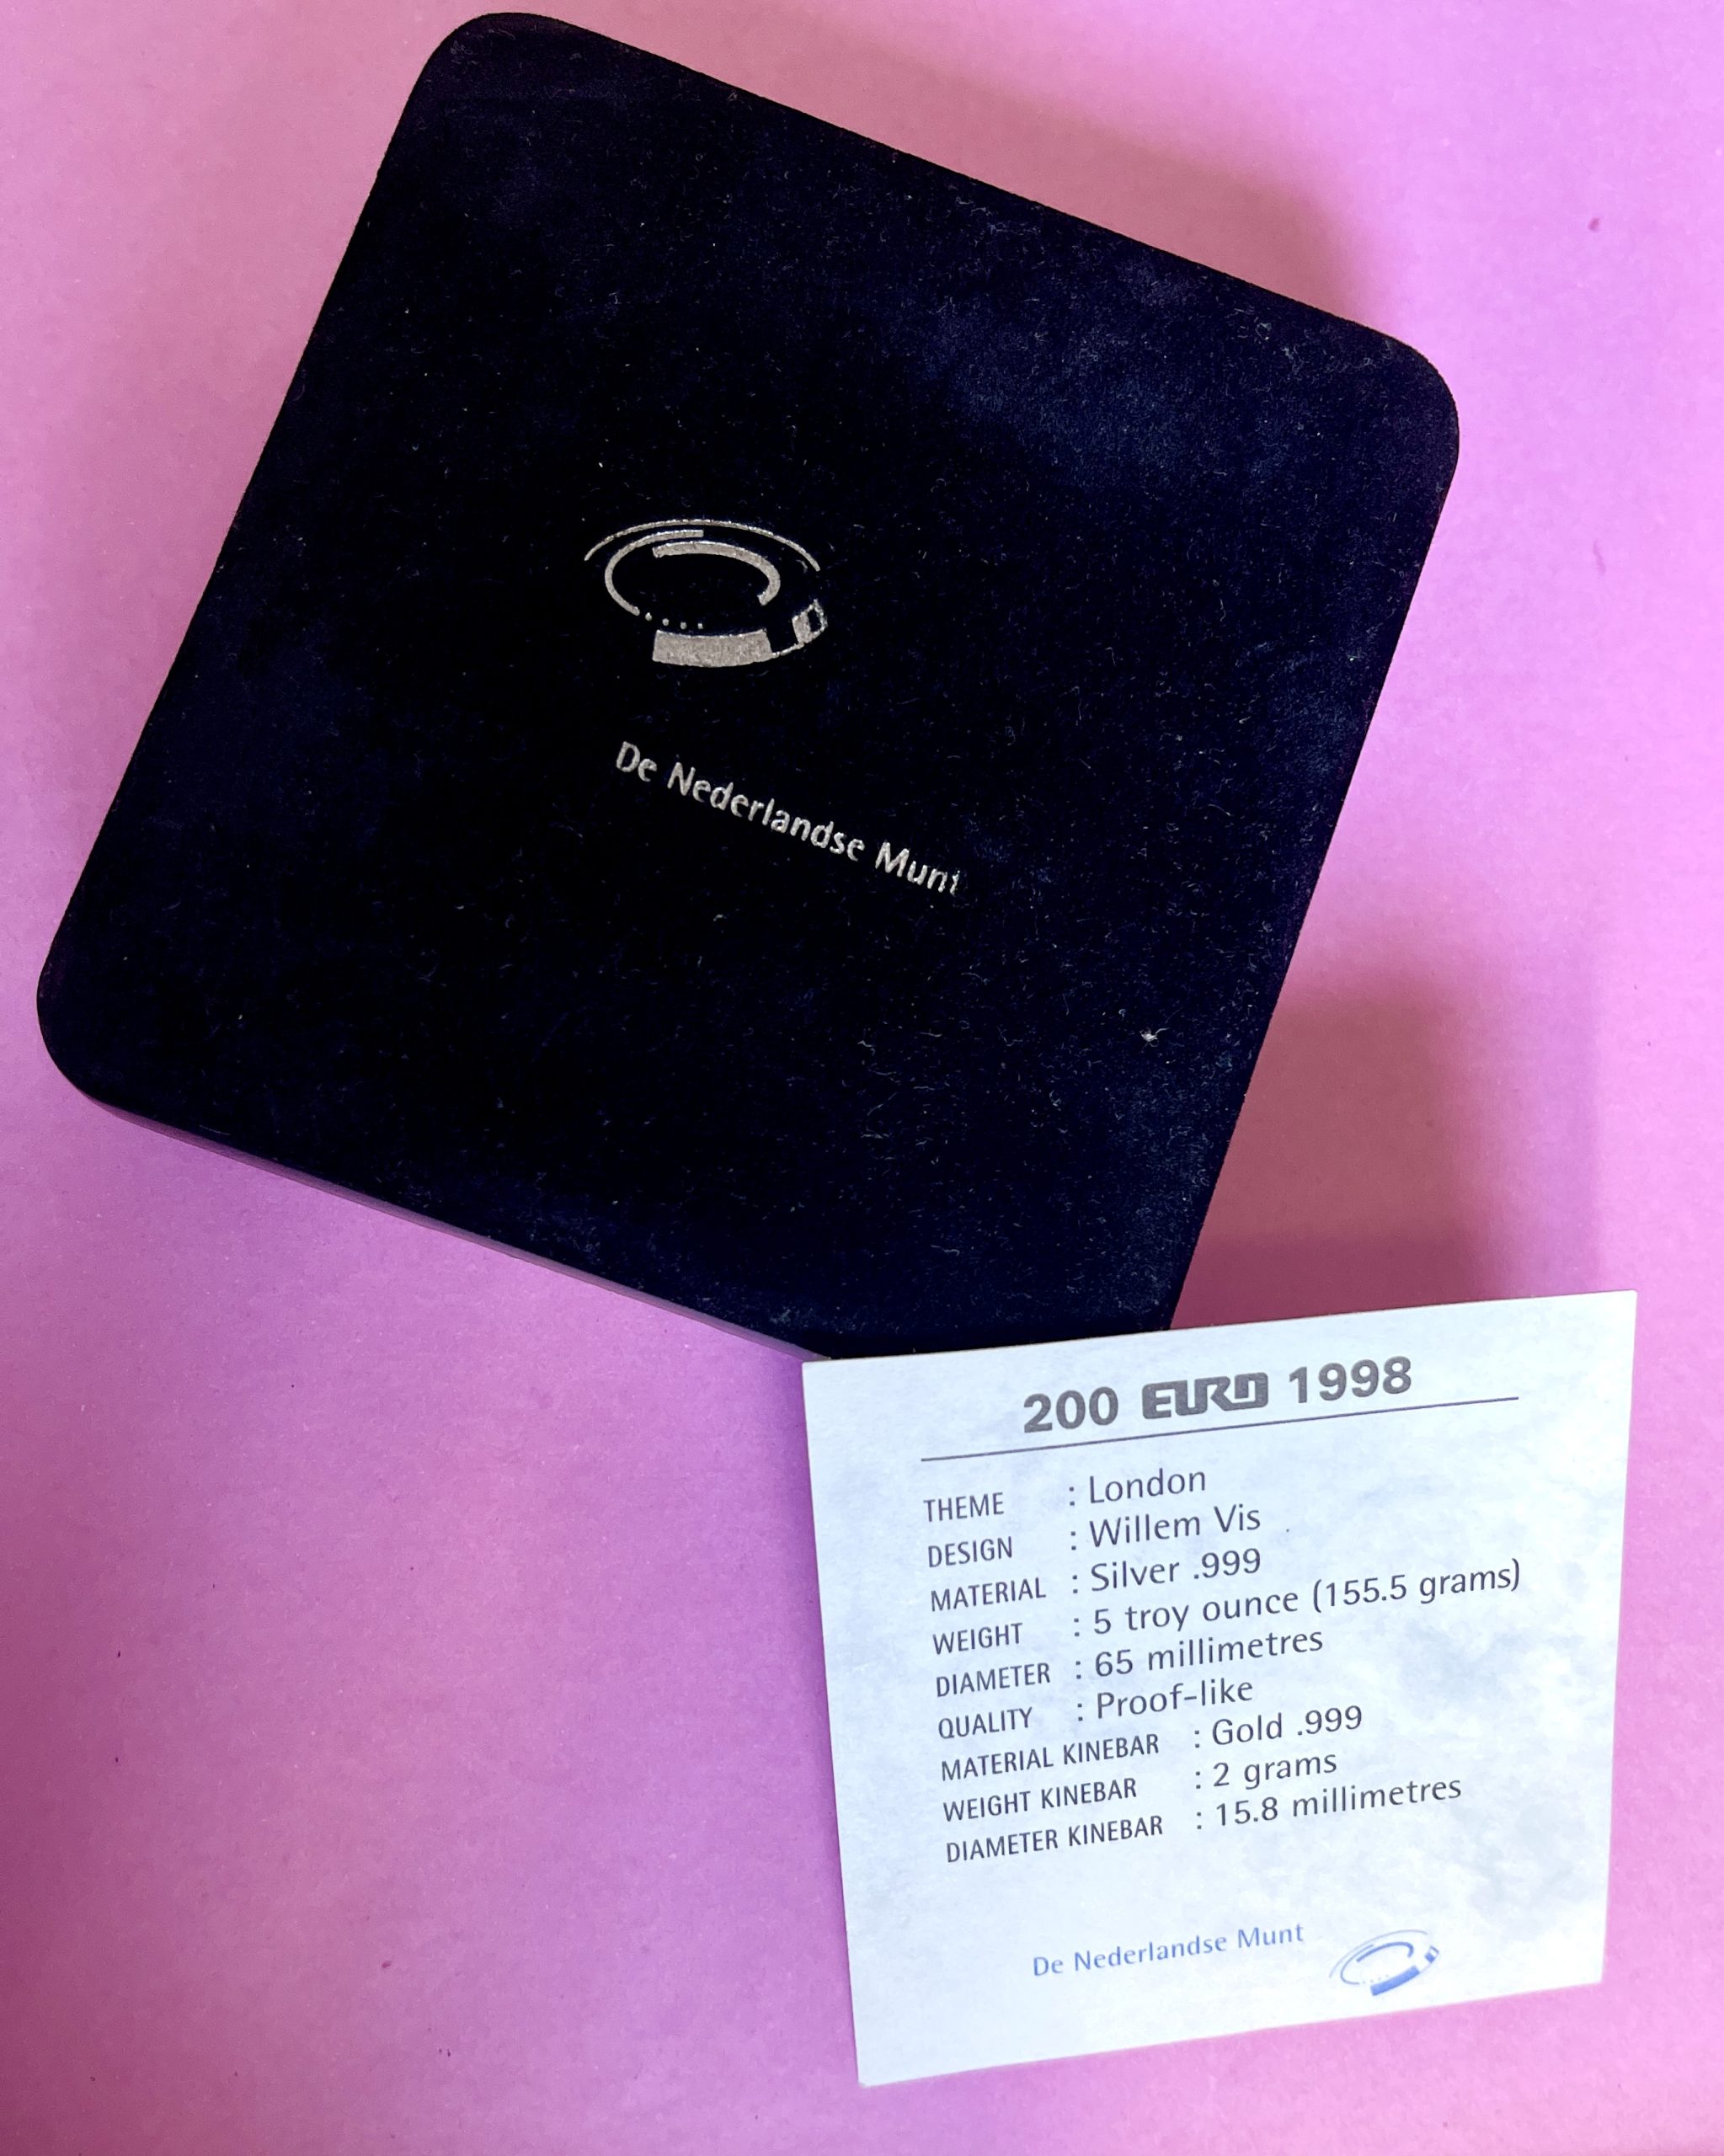 De Nederlandse Munt
200 EURO 1998
THEME : London
DESIGN : Willem Vis
MATERIAL : Silver .999
WEIGHT : 5 troy ounce (155.5 grams)
DIAMETER : 65 millimetres
QUALITY : Proof-like
MATERIAL KINEBAR : Gold .999
WEIGHT KINEBAR : 2 grams
DIAMETER KINEBAR : 15.8 millimetres
De Nederlandse Munt